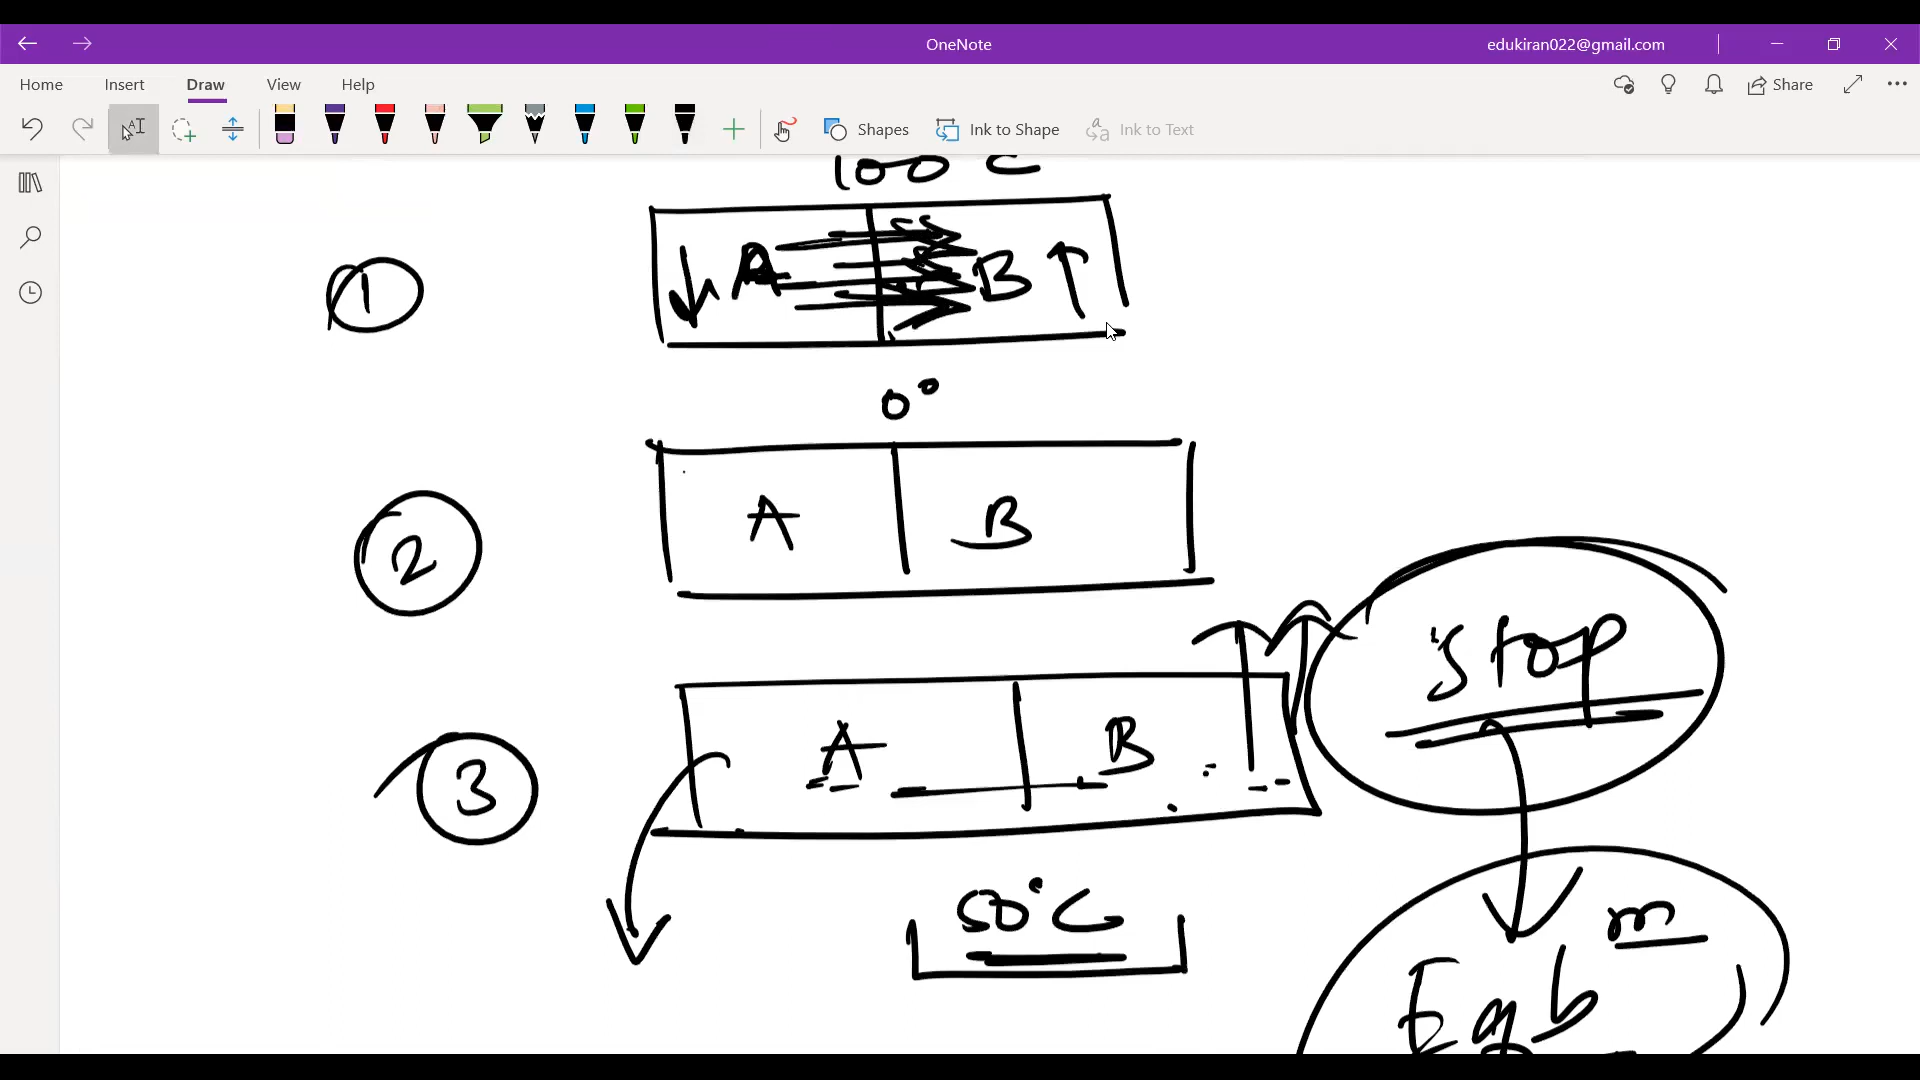 OneNote
edukiran022@gmail.com
Home Insert Draw View Help
Share
Shapes Ink to Shape Ink to Text
100 C
1 A B
0°
2 A B
stop
3 A B
50°C
Eqbm